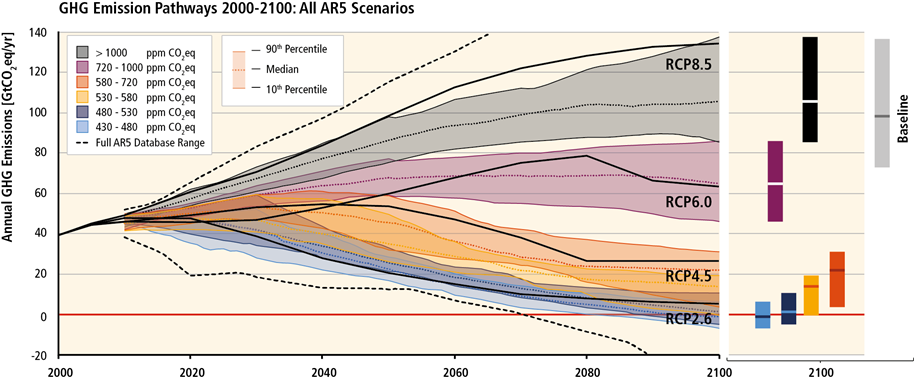 GHG Emission Pathways 2000-2100: All AR5 Scenarios
Annual GHG Emissions [GtCO2eq/yr]
140
120
100
80
60
40
20
0
-20
> 1000 ppm CO2eq
720 - 1000 ppm CO2eq
580 - 720 ppm CO2eq
530 - 580 ppm CO2eq
480 - 530 ppm CO2eq
430 - 480 ppm CO2eq
Full AR5 Database Range
90th Percentile
Median
10th Percentile
RCP8.5
RCP6.0
RCP4.5
RCP2.6
Baseline
2000
2020
2040
2060
2080
2100
2100